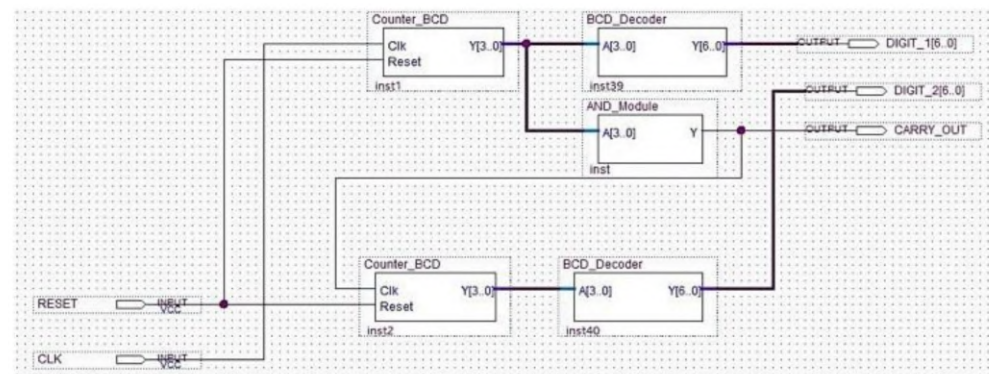 Counter_BCD
Clk Y[3..0]
Reset
inst1
BCD_Decoder
A[3..0] Y[6..0]
inst39
OUTPUT DIGIT_1[6..0]
OUTPUT DIGIT_2[6..0]
AND_Module
A[3..0] Y
inst
OUTPUT CARRY_OUT
Counter_BCD
Clk Y[3..0]
Reset
inst2
BCD_Decoder
A[3..0] Y[6..0]
inst40
RESET INPUT
VCC
CLK INPUT
VCC